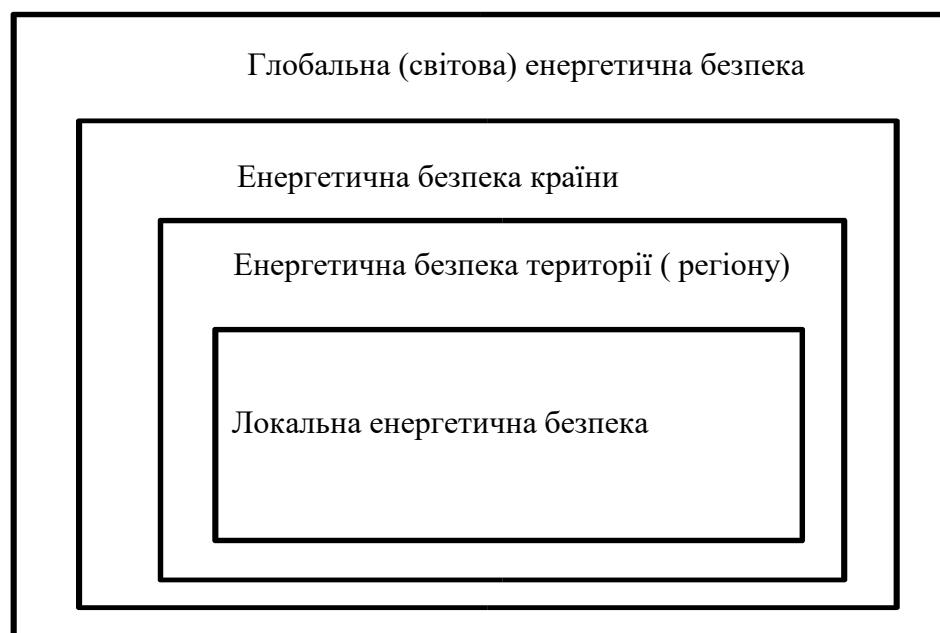 Глобальна (світова) енергетична безпека
Енергетична безпека країни
Енергетична безпека території ( регіону)
Локальна енергетична безпека